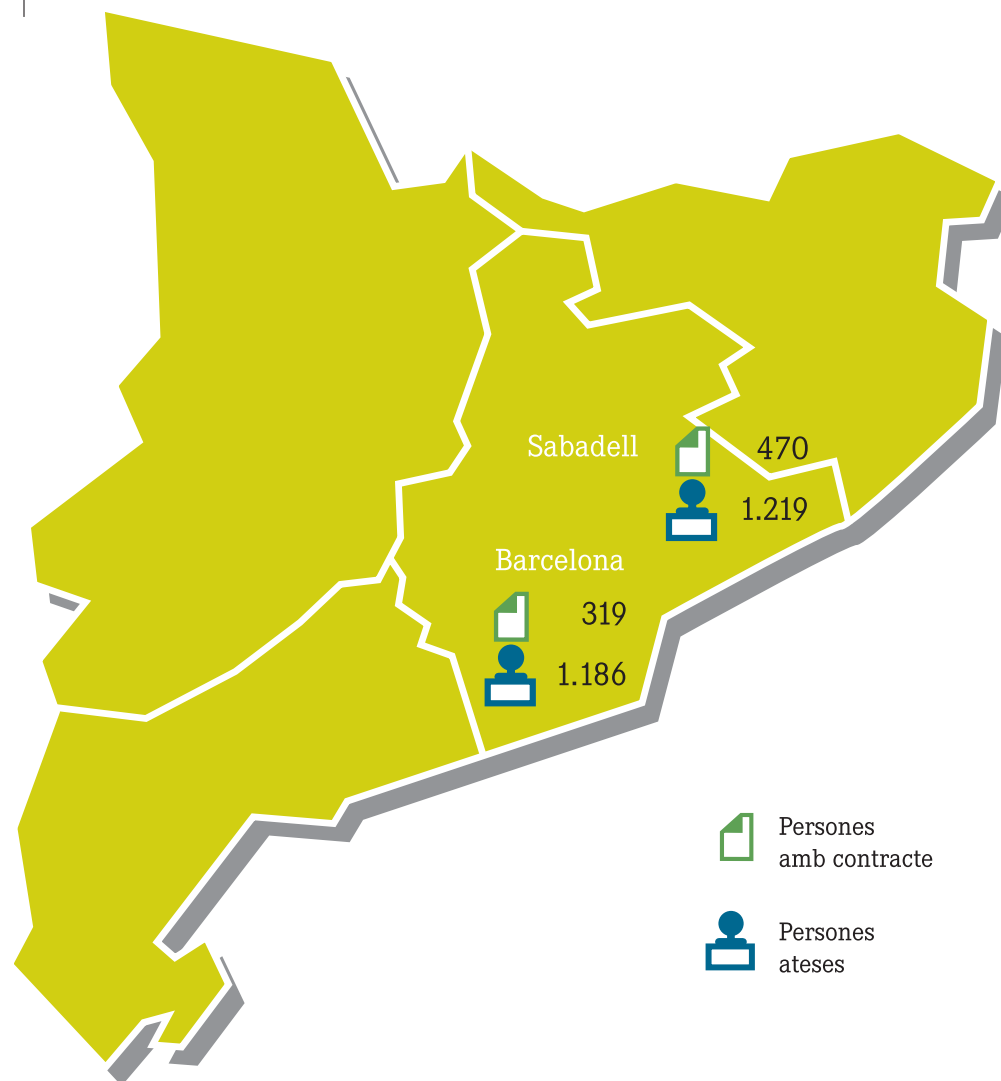 Sabadell
470
1.219
Barcelona
319
1.186
Persones
amb contracte
Persones
ateses